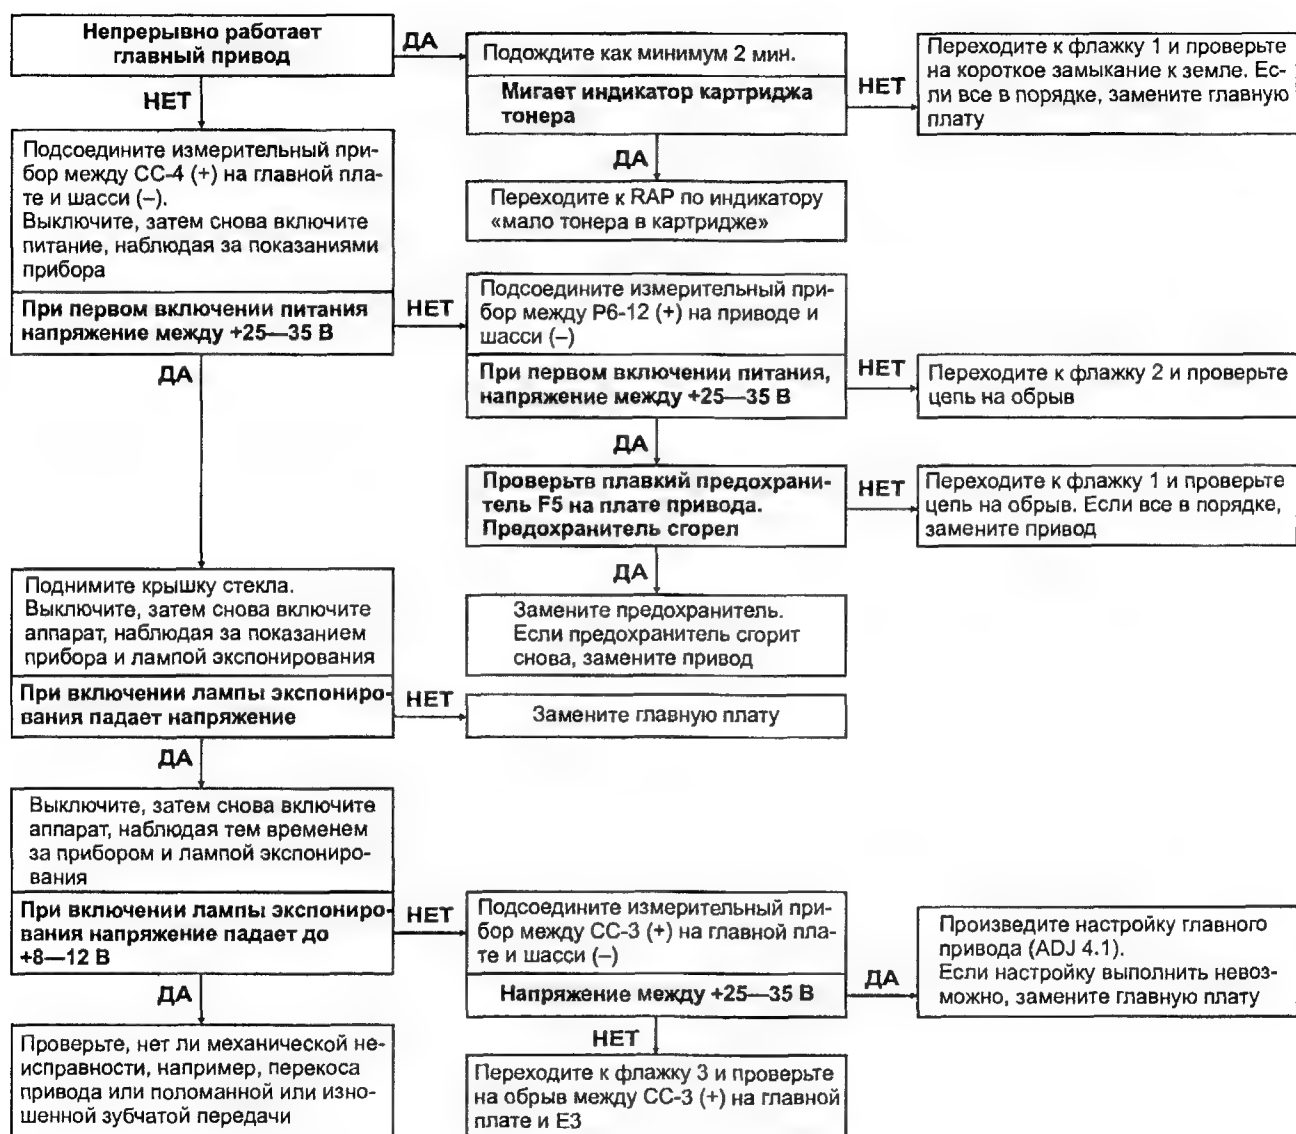 Непрерывно работает
главный привод
ДА
Подождите как минимум 2 мин.
Мигает индикатор картриджа
тонера
НЕТ
Переходите к флажку 1 и проверьте
на короткое замыкание к земле. Ес-
ли все в порядке, замените главную
плату
НЕТ
ДА
Переходите к RAP по индикатору
«мало тонера в картридже»
Подсоедините измерительный при-
бор между СС-4 (+) на главной пла-
те и шасси (–).
Выключите, затем снова включите
питание, наблюдая за показаниями
прибора
При первом включении питания
напряжение между +25—35 В
НЕТ
Подсоедините измерительный при-
бор между Р6-12 (+) на приводе и
шасси (–)
При первом включении питания,
напряжение между +25—35 В
НЕТ
Переходите к флажку 2 и проверьте
цепь на обрыв
ДА
ДА
Проверьтв плавкий предохрани-
тель F5 на плате привода.
Предохранитель сгорел
НЕТ
Переходите к флажку 1 и проверьте
цепь на обрыв. Если все в порядке,
замените привод
ДА
Замените предохранитель.
Если предохранитель сгорит
снова, замените привод
Поднимите крышку стекла.
Выключите, затем снова включите
аппарат, наблюдая за показанием
прибора и лампой экспонирования
При включении лампы экспониро-
вания падает напряжение
НЕТ
Замените главную плату
ДА
Выключите, затем снова включите
аппарат, наблюдая тем временем
за прибором и лампой экспониро-
вания
При включении лампы экспониро-
вания напряжение падает до
+8—12 В
НЕТ
Подсоедините измерительный при-
бор между СС-3 (+) на главной пла-
те и шасси (–)
Напряжение между +25—35 В
ДА
Произведите настройку главного
привода (ADJ 4.1).
Если настройку выполнить невоз-
можно, замените главную плату
ДА
Проверьте, нет ли механической не-
исправности, например, перекоса
привода или поломанной или изно-
шенной зубчатой передачи
НЕТ
Переходите к флажку 3 и проверьте
на обрыв между СС-3 (+) на главной
плате и Е3